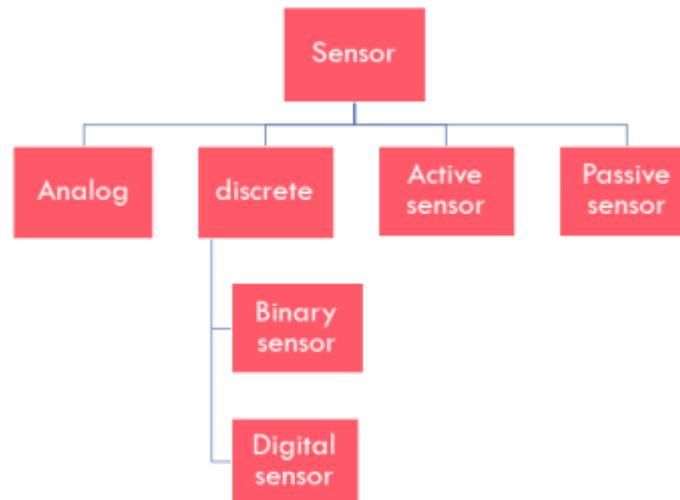 Sensor
Analog
discrete
Active
sensor
Passive
sensor
Binary
sensor
Digital
sensor